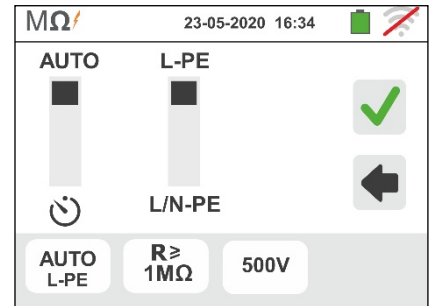 MΩ 23-05-2020 16:34
AUTO L-PE
L/N-PE
AUTO L-PE
R≥ 1MΩ
500V